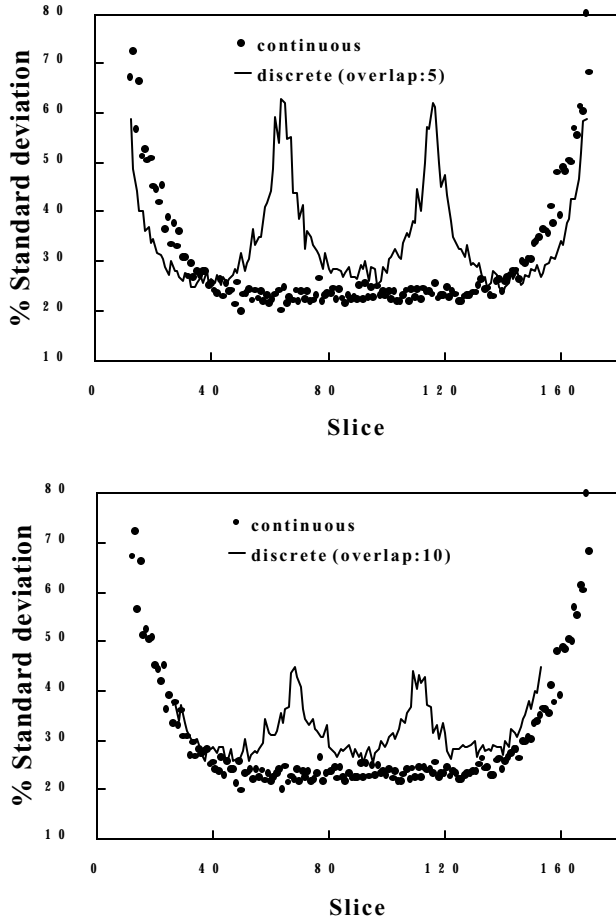 80
70
60
50
40
30
20
10
% Standard deviation
continuous
discrete (overlap:5)
0 40 80 120 160
Slice
80
70
60
50
40
30
20
10
% Standard deviation
continuous
discrete (overlap:10)
0 40 80 120 160
Slice